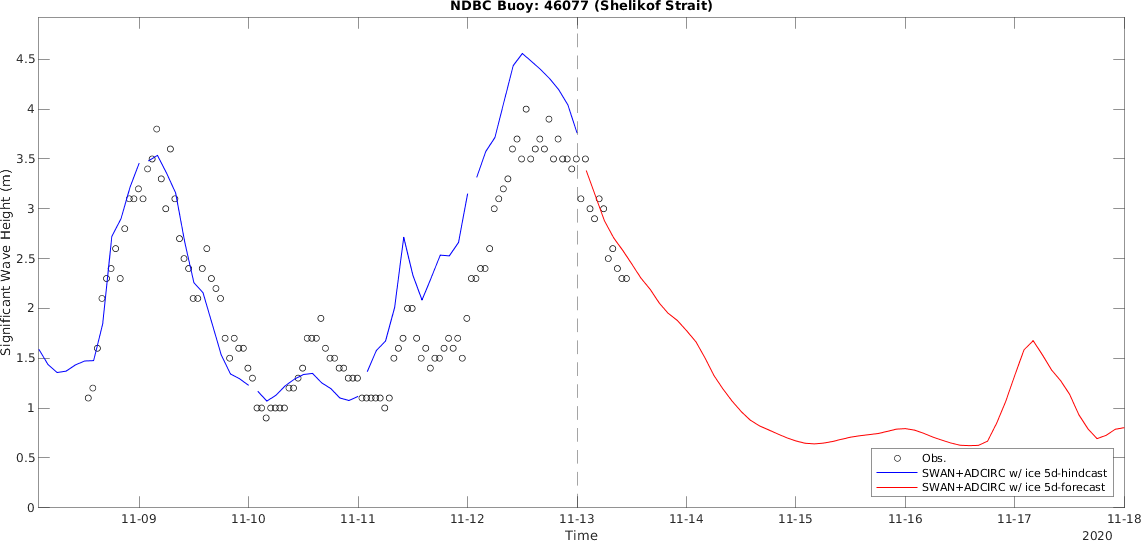 NDBC Buoy: 46077 (Shelikof Strait)
Significant Wave Height (m)
4.5
4
3.5
3
2.5
2
1.5
1
0.5
0
11-09 11-10 11-11 11-12 11-13 11-14 11-15 11-16 11-17 11-18
Time
2020
Obs.
SWAN+ADCIRC w/ ice 5d-hindcast
SWAN+ADCIRC w/ ice 5d-forecast